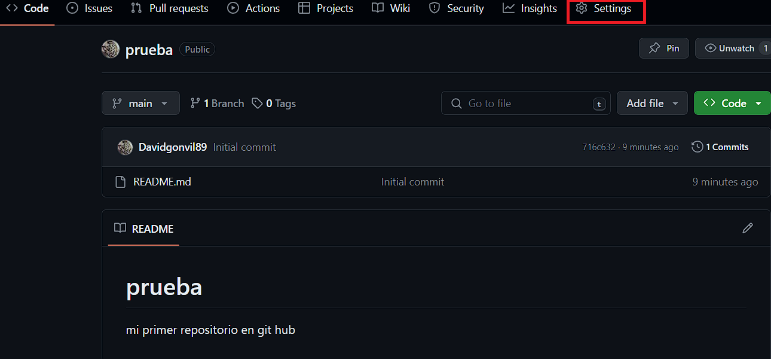 Code Issues Pull requests Actions Projects Wiki Security Insights Settings
prueba Public Pin Unwatch 1
main 1 Branch 0 Tags Go to file t Add file Code
Davidgonvil89 Initial commit 716c632 · 9 minutes ago 1 Commits
README.md Initial commit 9 minutes ago
README
prueba
mi primer repositorio en git hub